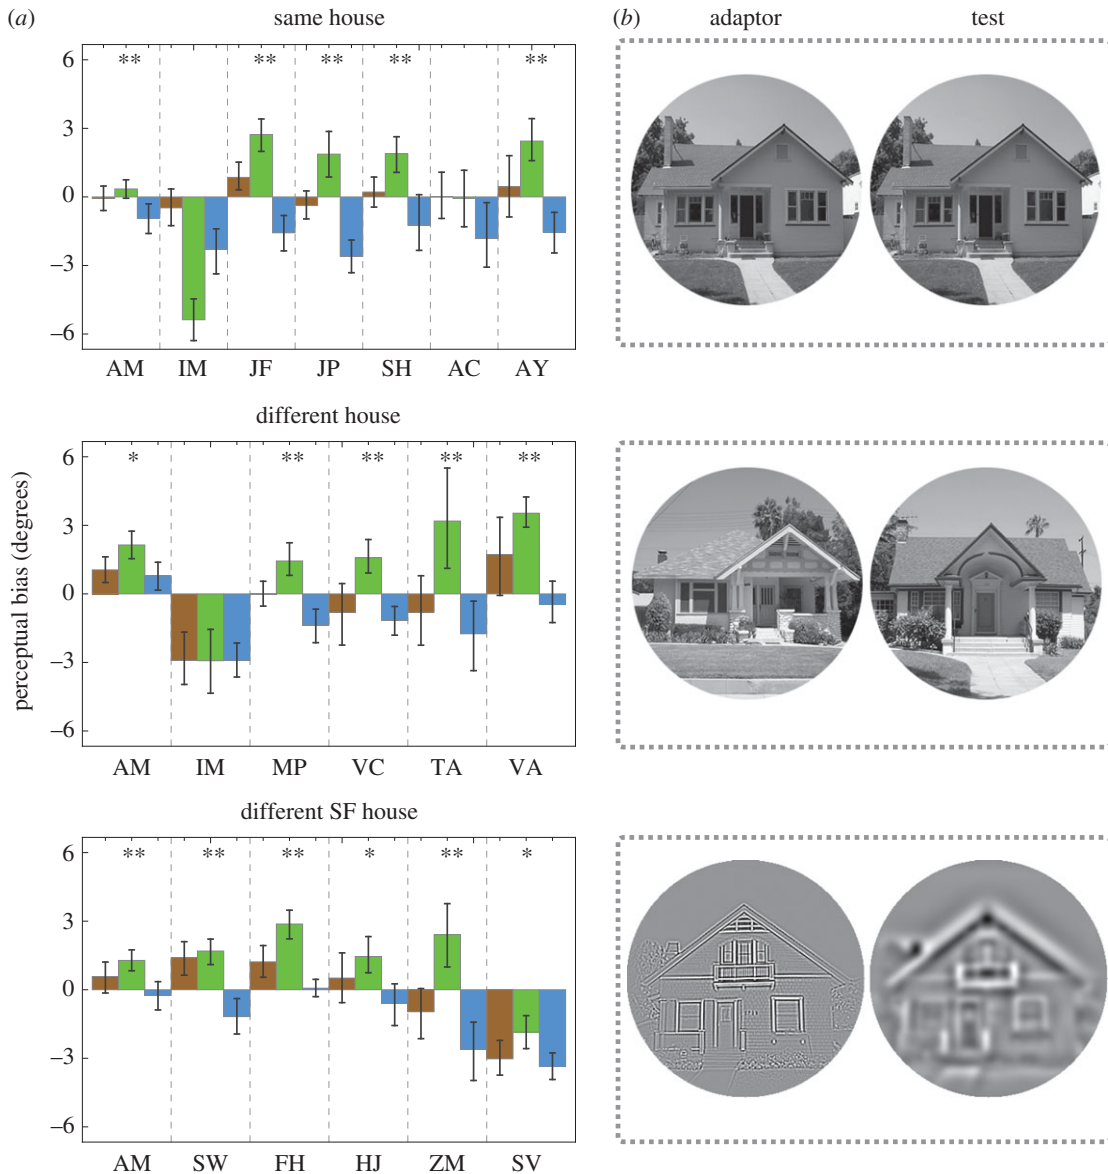 (a)
same house
6
3
0
–3
–6
** ** ** ** **
AM IM JF JP SH AC AY
different house
perceptual bias (degrees)
6
3
0
–3
–6
* ** ** ** **
AM IM MP VC TA VA
different SF house
6
3
0
–3
–6
** ** ** * ** *
AM SW FH HJ ZM SV
(b)
adaptor test